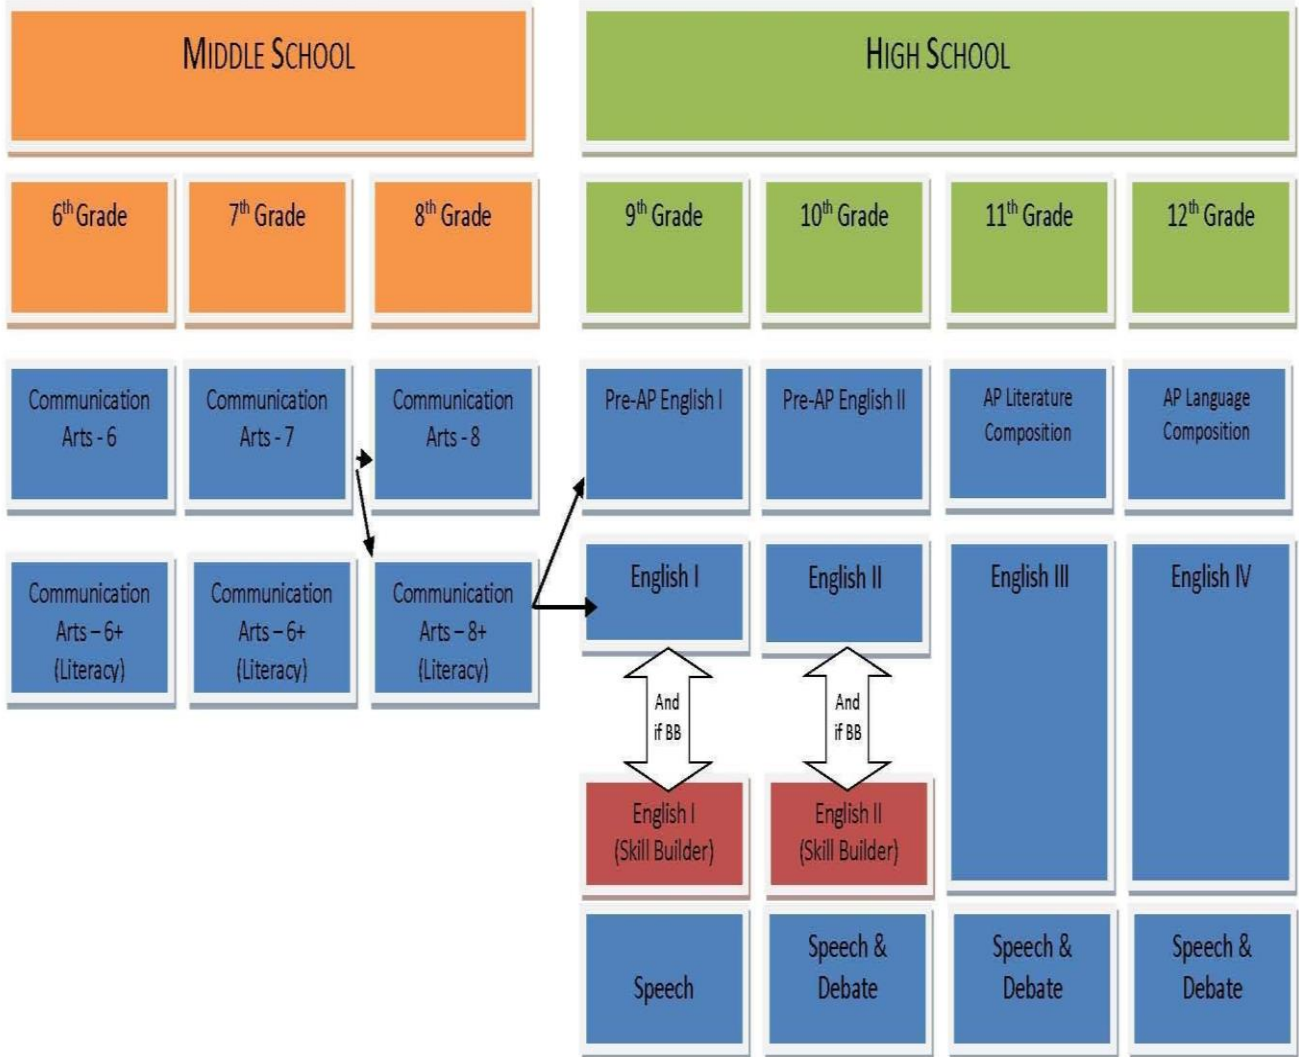 MIDDLE SCHOOL
HIGH SCHOOL
6th Grade
7th Grade
8th Grade
9th Grade
10th Grade
11th Grade
12th Grade
Communication
Arts - 6
Communication
Arts - 7
Communication
Arts - 8
Pre-AP English I
Pre-AP English II
AP Literature
Composition
AP Language
Composition
Communication
Arts – 6+
(Literacy)
Communication
Arts – 6+
(Literacy)
Communication
Arts – 8+
(Literacy)
English I
English II
English III
English IV
And
if BB
And
if BB
English I
(Skill Builder)
English II
(Skill Builder)
Speech
Speech &
Debate
Speech &
Debate
Speech &
Debate